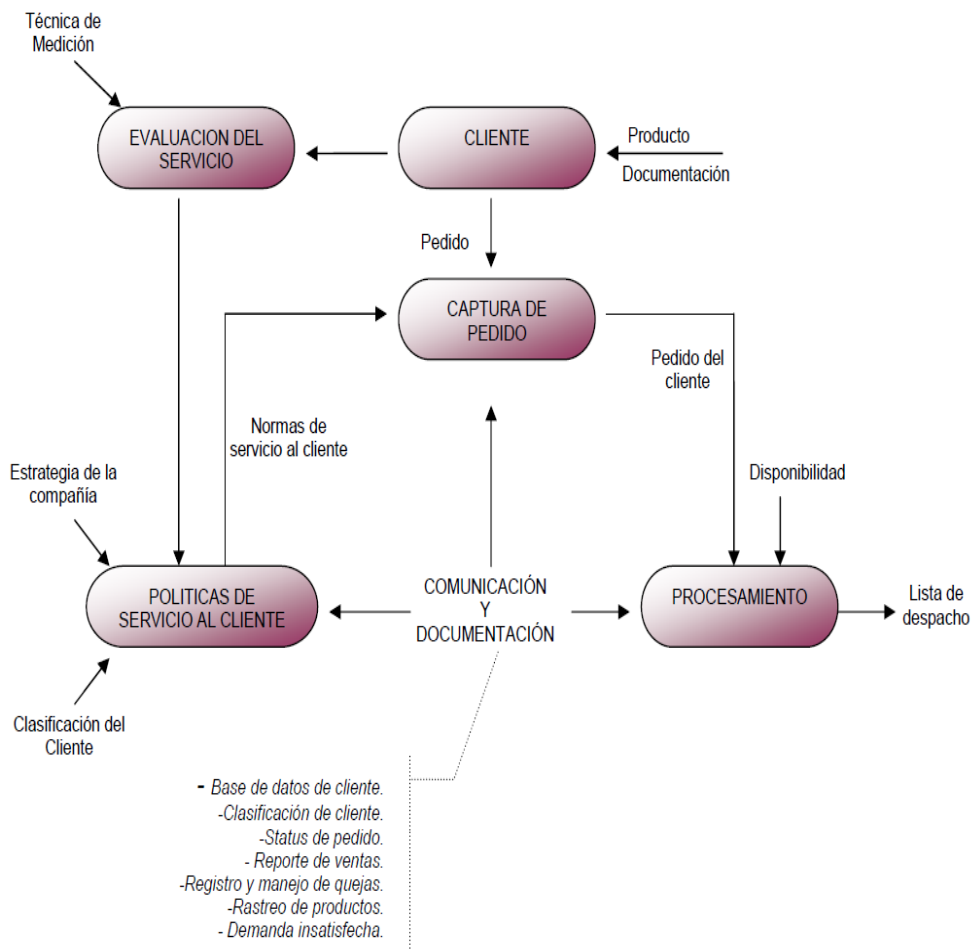 Técnica de
Medición
EVALUACION DEL
SERVICIO
CLIENTE
Producto
Documentación
Pedido
CAPTURA DE
PEDIDO
Pedido del
cliente
Normas de
servicio al cliente
Estrategia de la
compañía
Disponibilidad
POLITICAS DE
SERVICIO AL CLIENTE
COMUNICACIÓN
Y
DOCUMENTACIÓN
PROCESAMIENTO
Lista de
despacho
Clasificación del
Cliente
- Base de datos de cliente.
-Clasificación de cliente.
-Status de pedido.
- Reporte de ventas.
-Registro y manejo de quejas.
-Rastreo de productos.
- Demanda insatisfecha.